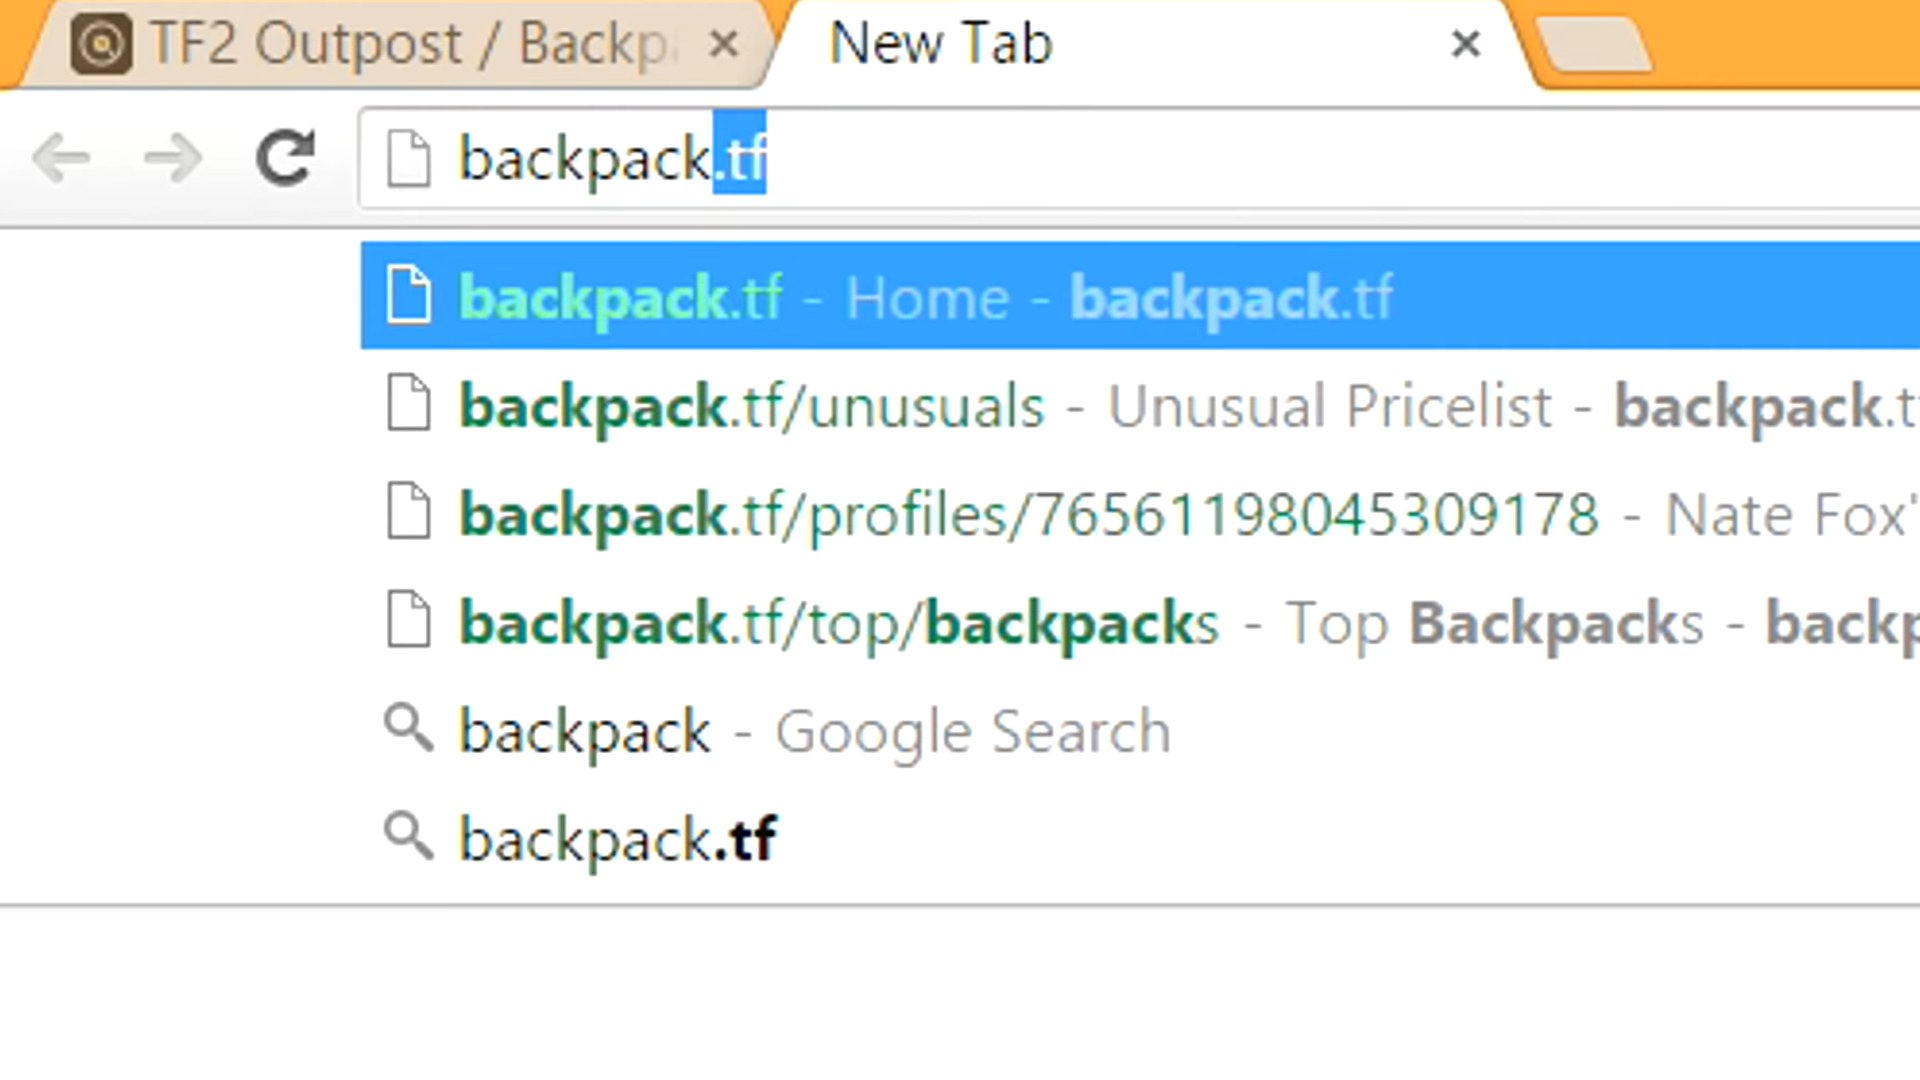 TF2 Outpost / Backp
New Tab
backpack.tf
backpack.tf - Home - backpack.tf
backpack.tf/unusuals - Unusual Pricelist - backpack.t
backpack.tf/profiles/76561198045309178 - Nate Fox'
backpack.tf/top/backpacks - Top Backpacks - backp
backpack - Google Search
backpack.tf